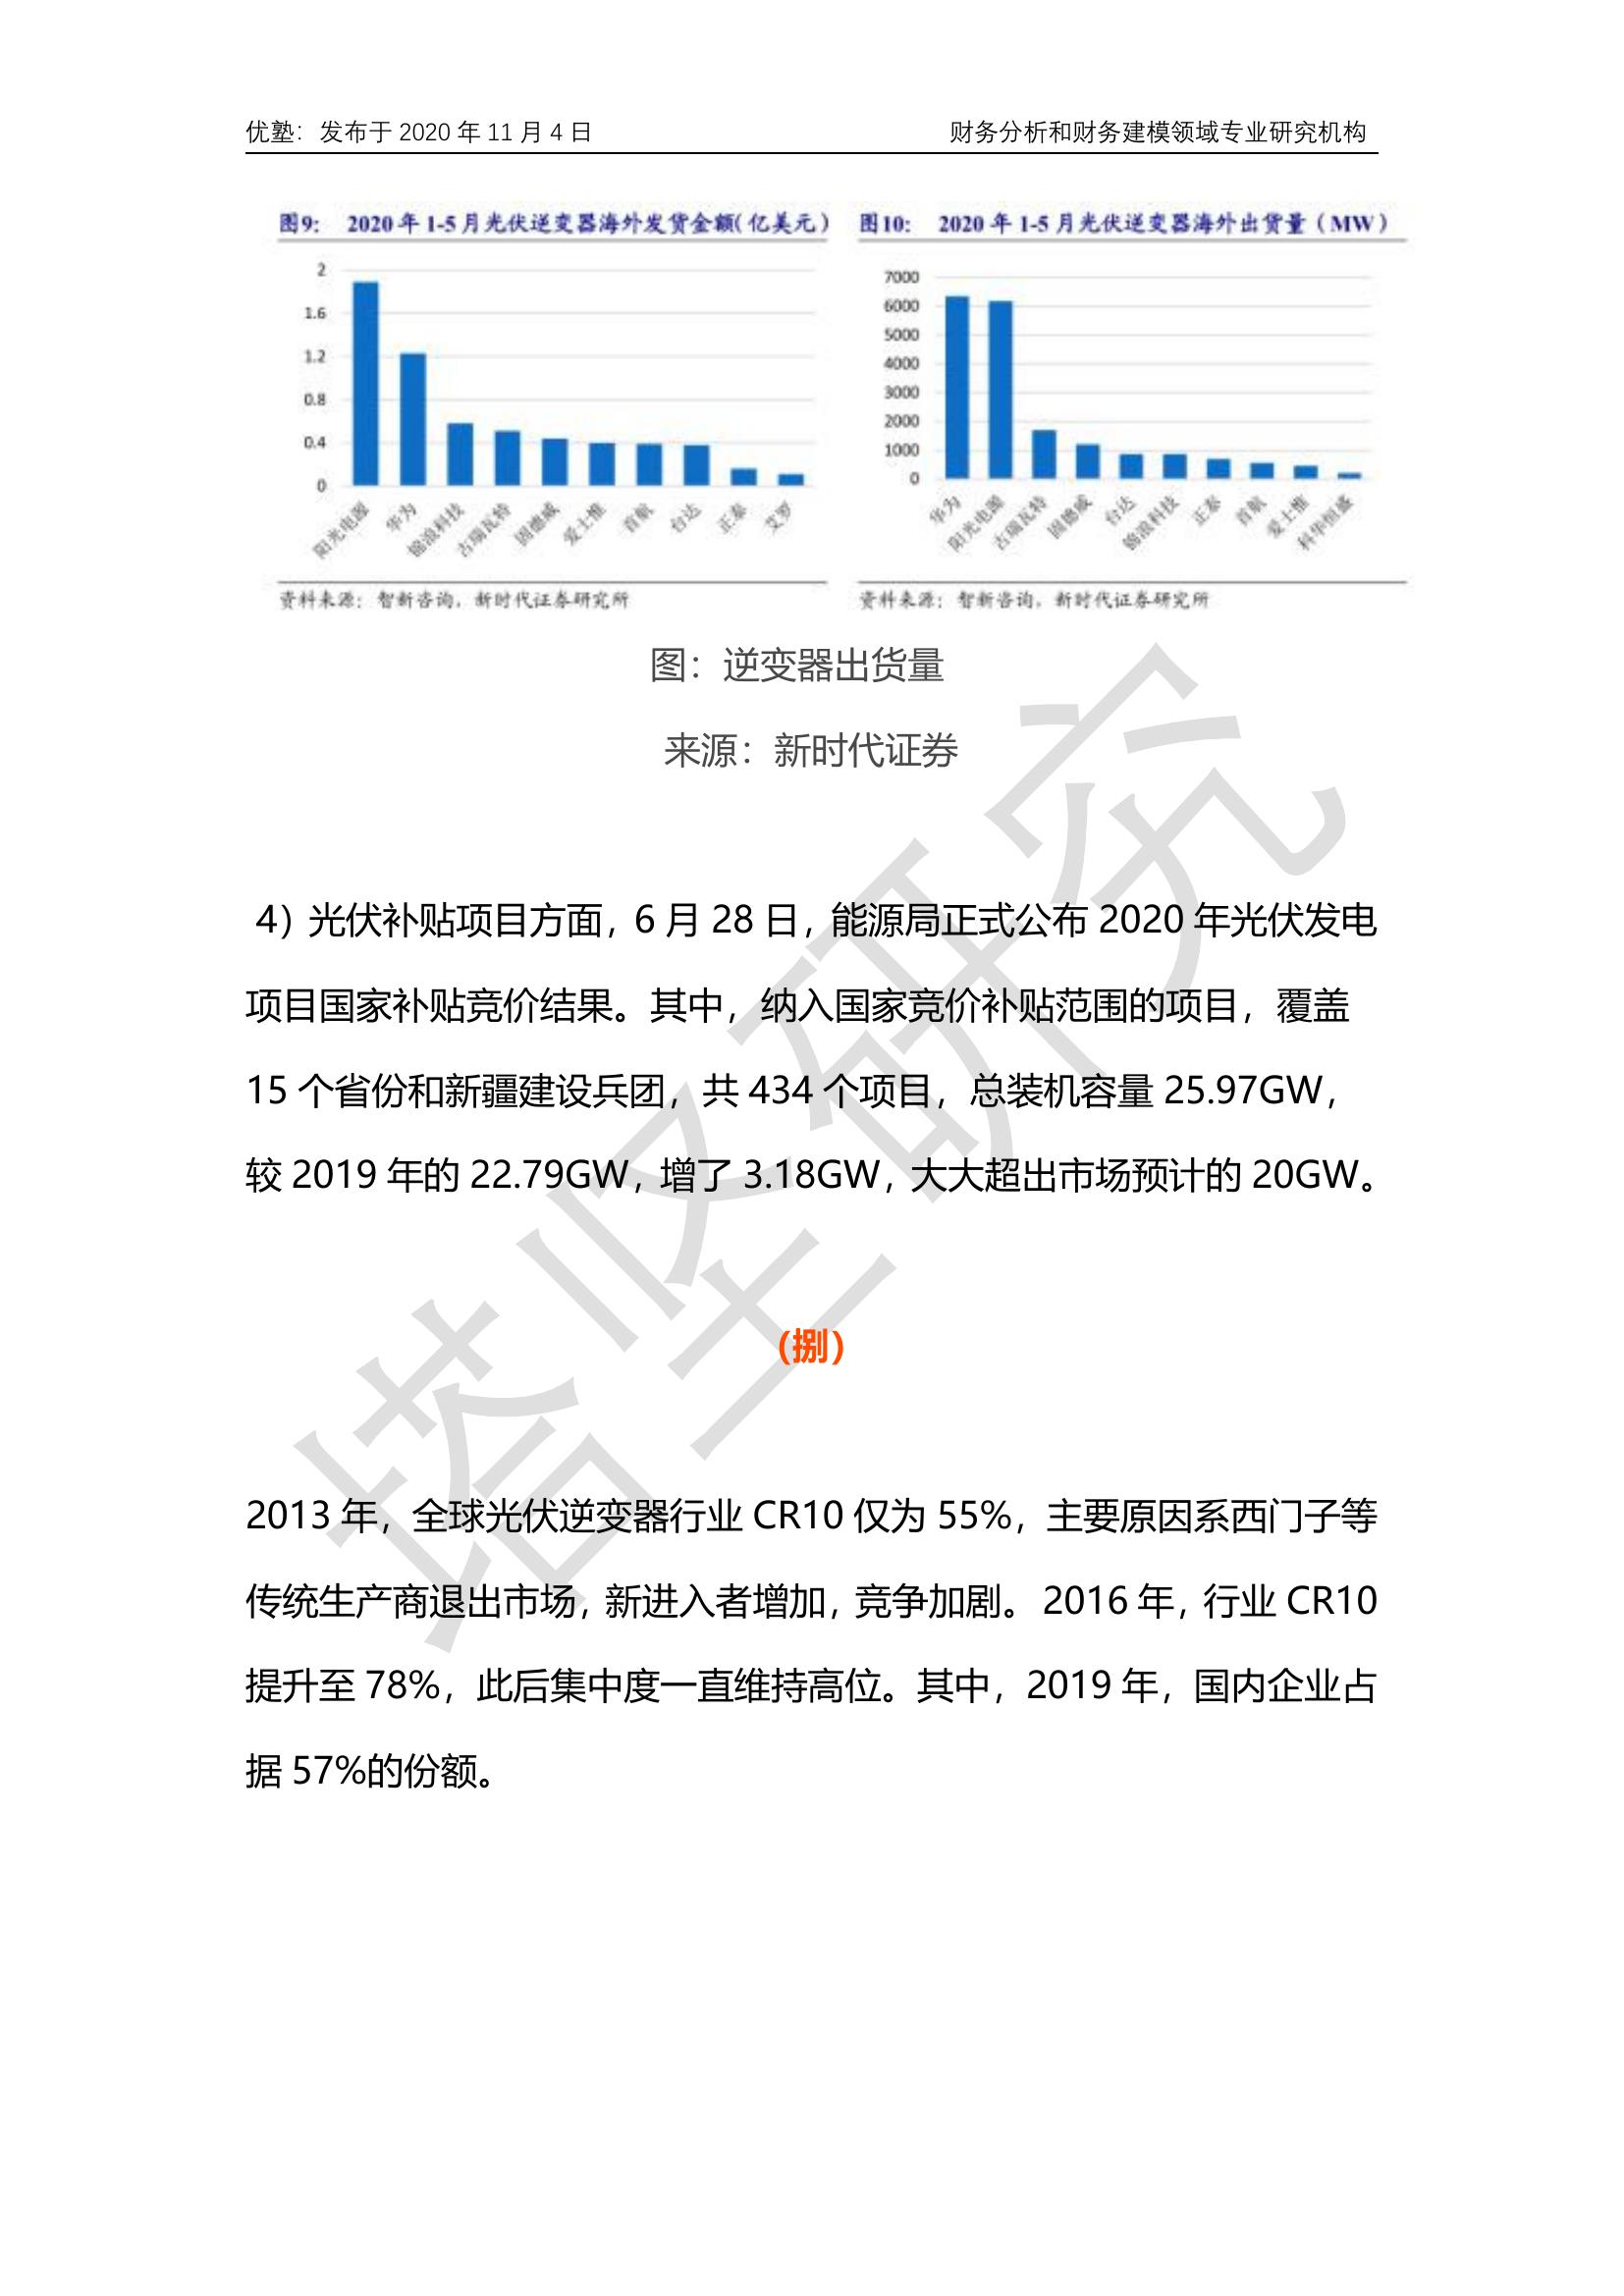 优塾：发布于 2020 年 11 月 4 日
财务分析和财务建模领域专业研究机构
图9： 2020 年 1-5 月光伏逆变器海外发货金额（亿美元）
2
1.6
1.2
0.8
0.4
0
阳光电源
华为
锦浪科技
古瑞瓦特
固德威
爱士惟
首航
台达
正泰
艾罗
资料来源：智新咨询，新时代证券研究所
图10： 2020 年 1-5 月光伏逆变器海外出货量（MW）
7000
6000
5000
4000
3000
2000
1000
0
华为
阳光电源
古瑞瓦特
固德威
台达
锦浪科技
正泰
首航
爱士惟
科华恒盛
资料来源：智新咨询，新时代证券研究所
图：逆变器出货量
来源：新时代证券
4）光伏补贴项目方面，6 月 28 日，能源局正式公布 2020 年光伏发电
项目国家补贴竞价结果。其中，纳入国家竞价补贴范围的项目，覆盖
15 个省份和新疆建设兵团，共 434 个项目，总装机容量 25.97GW，
较 2019 年的 22.79GW，增了 3.18GW，大大超出市场预计的 20GW。
(捌)
2013 年，全球光伏逆变器行业 CR10 仅为 55%，主要原因系西门子等
传统生产商退出市场，新进入者增加，竞争加剧。2016 年，行业 CR10
提升至 78%，此后集中度一直维持高位。其中，2019 年，国内企业占
据 57%的份额。
塔坚研究